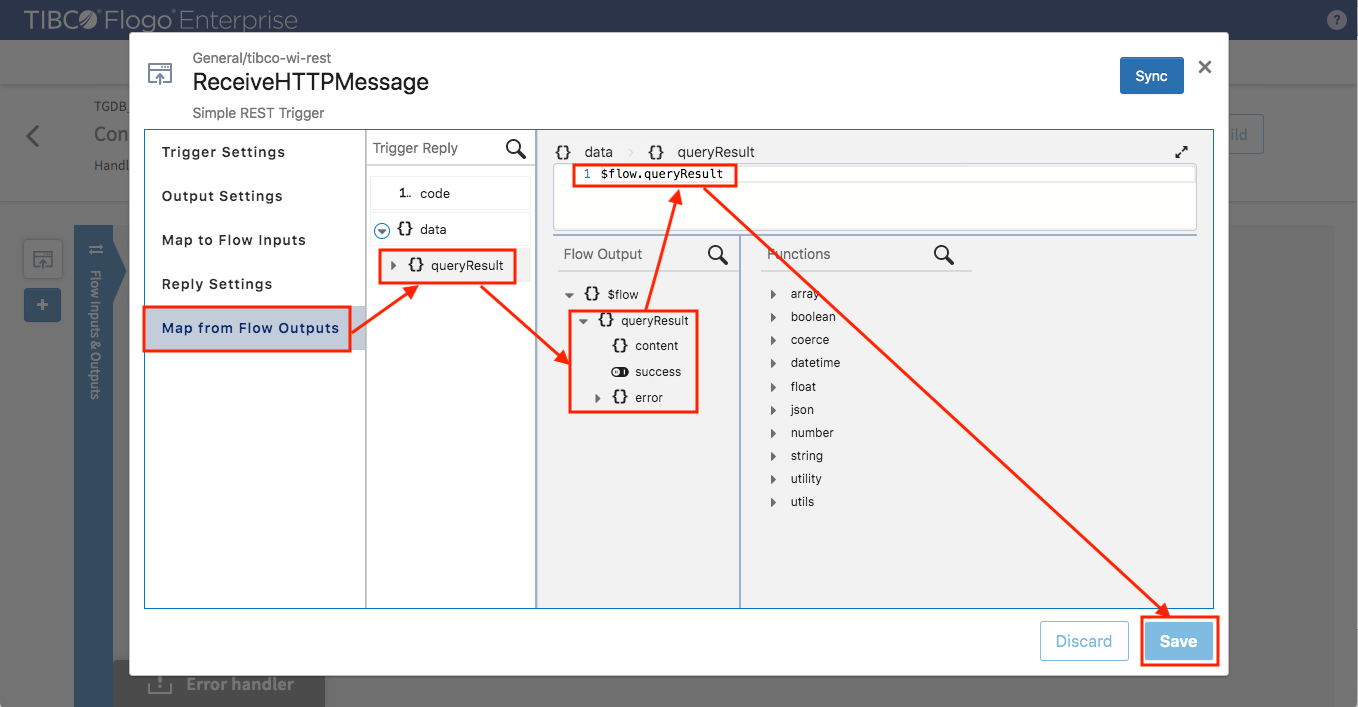 TIBCO Flogo® Enterprise
?
General/tibco-wi-rest
ReceiveHTTPMessage
Simple REST Trigger
Sync
TGDB_
Con
Handl
ild
Flow Inputs & Outputs
Trigger Settings
Output Settings
Map to Flow Inputs
Reply Settings
Map from Flow Outputs
Trigger Reply
1.. code
{} data
{} queryResult
{} data {} queryResult
1 $flow.queryResult
Flow Output
{} $flow
{} queryResult
{} content
success
{} error
Functions
array
boolean
coerce
datetime
float
json
number
string
utility
utils
Discard
Save
Error handler